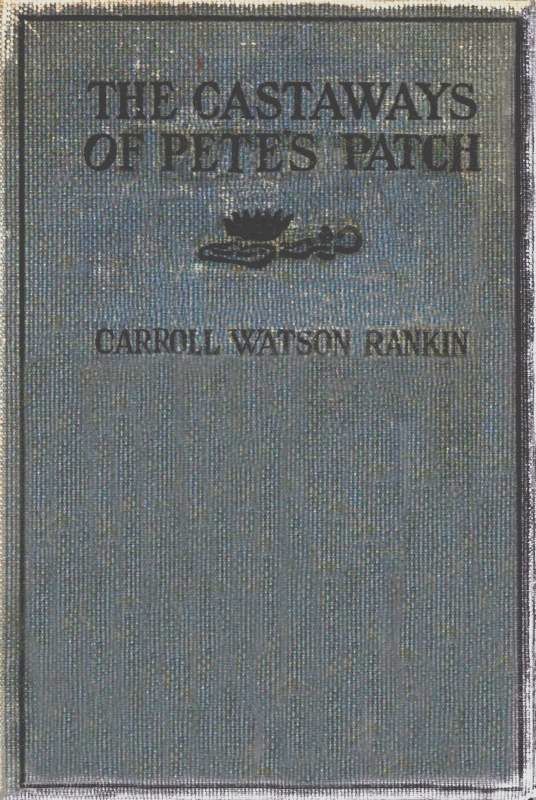 THE CASTAWAYS
OF PETE'S PATCH
CARROLL WATSON RANKIN